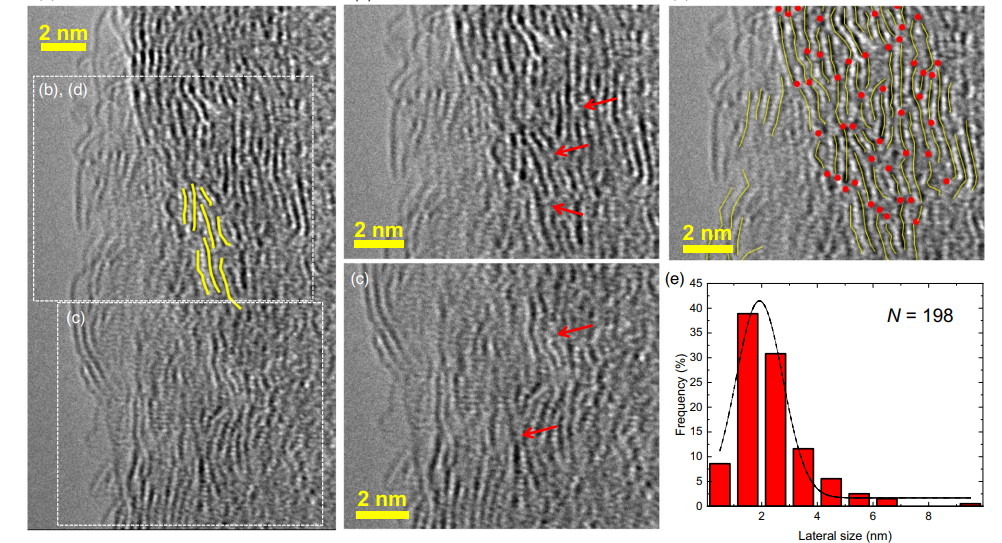 2 nm
(b), (d)
(c)
2 nm
2 nm
(c)
2 nm
(e)
N = 198
Frequency (%)
45
40
35
30
25
20
15
10
5
0
2
4
6
8
Lateral size (nm)